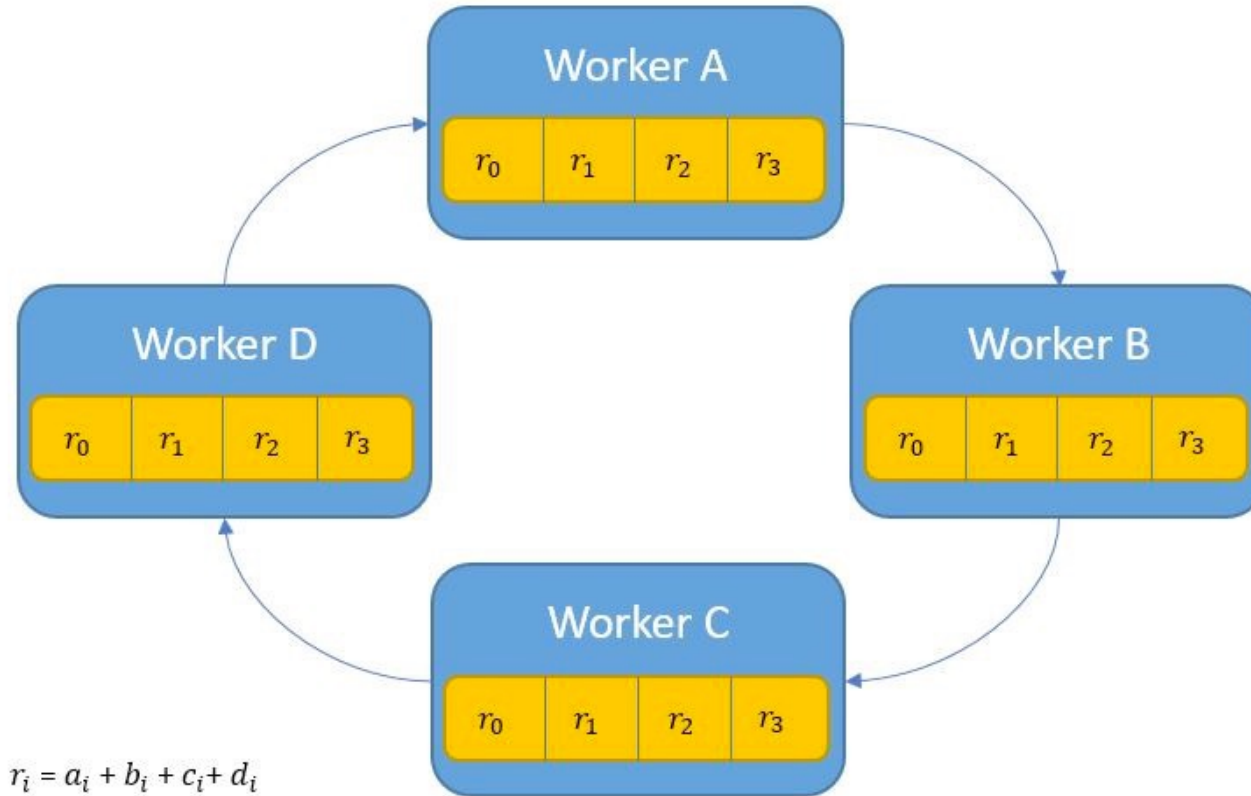 Worker A
r₀ r₁ r₂ r₃
Worker D
r₀ r₁ r₂ r₃
Worker B
r₀ r₁ r₂ r₃
Worker C
r₀ r₁ r₂ r₃
rᵢ = aᵢ + bᵢ + cᵢ+ dᵢ